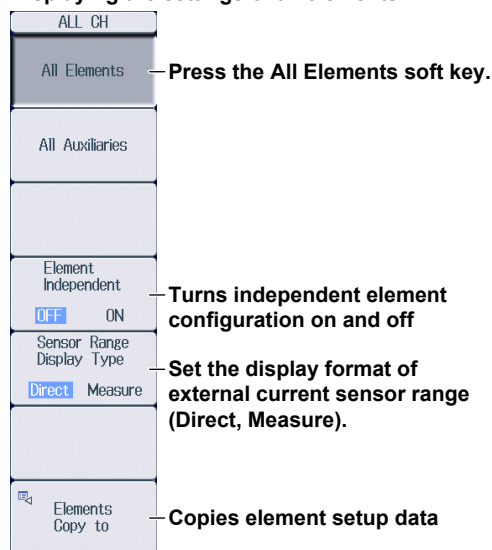 ALL CH
All Elements
Press the All Elements soft key.
All Auxiliaries
Element
Independent
OFF ON
Turns independent element
configuration on and off
Sensor Range
Display Type
Direct Measure
Set the display format of
external current sensor range
(Direct, Measure).
Elements
Copy to
Copies element setup data